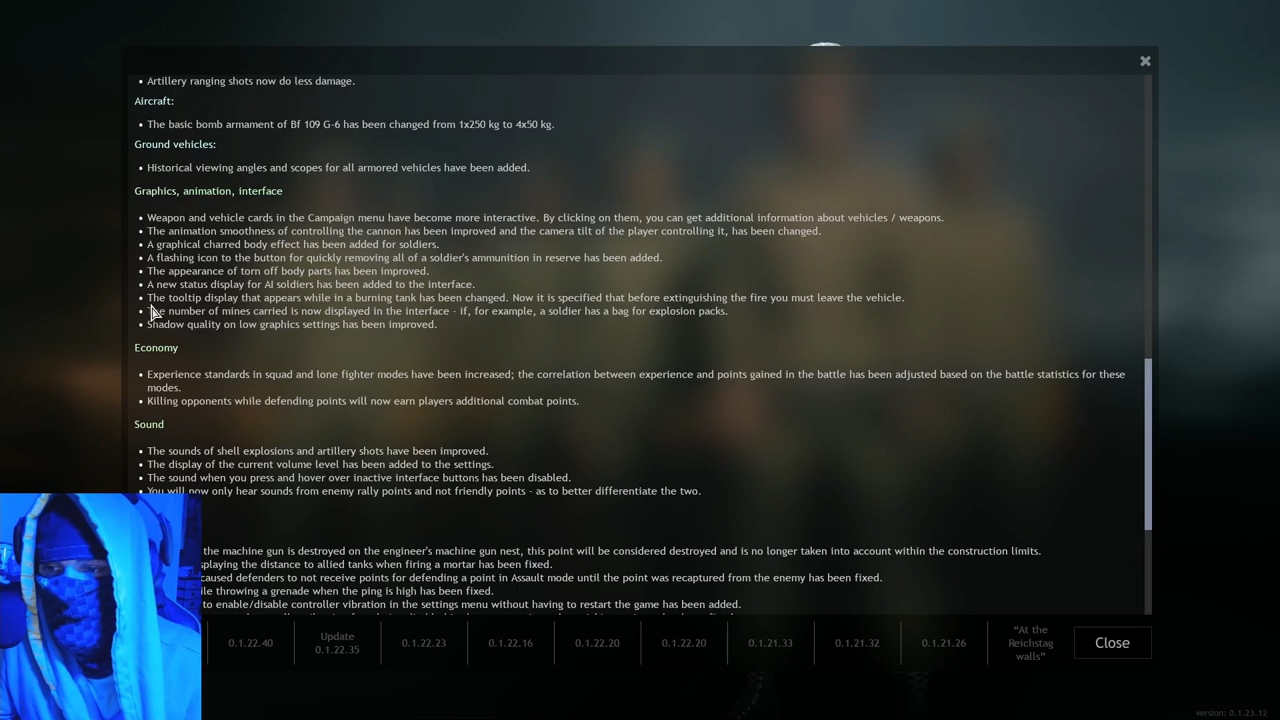 • Artillery ranging shots now do less damage.
Aircraft:
• The basic bomb armament of Bf 109 G-6 has been changed from 1x250 kg to 4x50 kg.
Ground vehicles:
• Historical viewing angles and scopes for all armored vehicles have been added.
Graphics, animation, interface
• Weapon and vehicle cards in the Campaign menu have become more interactive. By clicking on them, you can get additional information about vehicles / weapons.
• The animation smoothness of controlling the cannon has been improved and the camera tilt of the player controlling it, has been changed.
• A graphical charred body effect has been added for soldiers.
• A flashing icon to the button for quickly removing all of a soldier's ammunition in reserve has been added.
• The appearance of torn off body parts has been improved.
• A new status display for AI soldiers has been added to the interface.
• The tooltip display that appears while in a burning tank has been changed. Now it is specified that before extinguishing the fire you must leave the vehicle.
• The number of mines carried is now displayed in the interface - if, for example, a soldier has a bag for explosion packs.
• Shadow quality on low graphics settings has been improved.
Economy
• Experience standards in squad and lone fighter modes have been increased; the correlation between experience and points gained in the battle has been adjusted based on the battle statistics for these
modes.
• Killing opponents while defending points will now earn players additional combat points.
Sound
• The sounds of shell explosions and artillery shots have been improved.
• The display of the current volume level has been added to the settings.
• The sound when you press and hover over inactive interface buttons has been disabled.
• You will now only hear sounds from enemy rally points and not friendly points - as to better differentiate the two.
the machine gun is destroyed on the engineer's machine gun nest, this point will be considered destroyed and is no longer taken into account within the construction limits.
splaying the distance to allied tanks when firing a mortar has been fixed.
caused defenders to not receive points for defending a point in Assault mode until the point was recaptured from the enemy has been fixed.
ile throwing a grenade when the ping is high has been fixed.
to enable/disable controller vibration in the settings menu without having to restart the game has been added.
0.1.22.40
Update
0.1.22.35
0.1.22.23
0.1.22.16
0.1.22.20
0.1.22.20
0.1.21.33
0.1.21.32
0.1.21.26
"At the
Reichstag
walls"
Close
version: 0.1.23.12